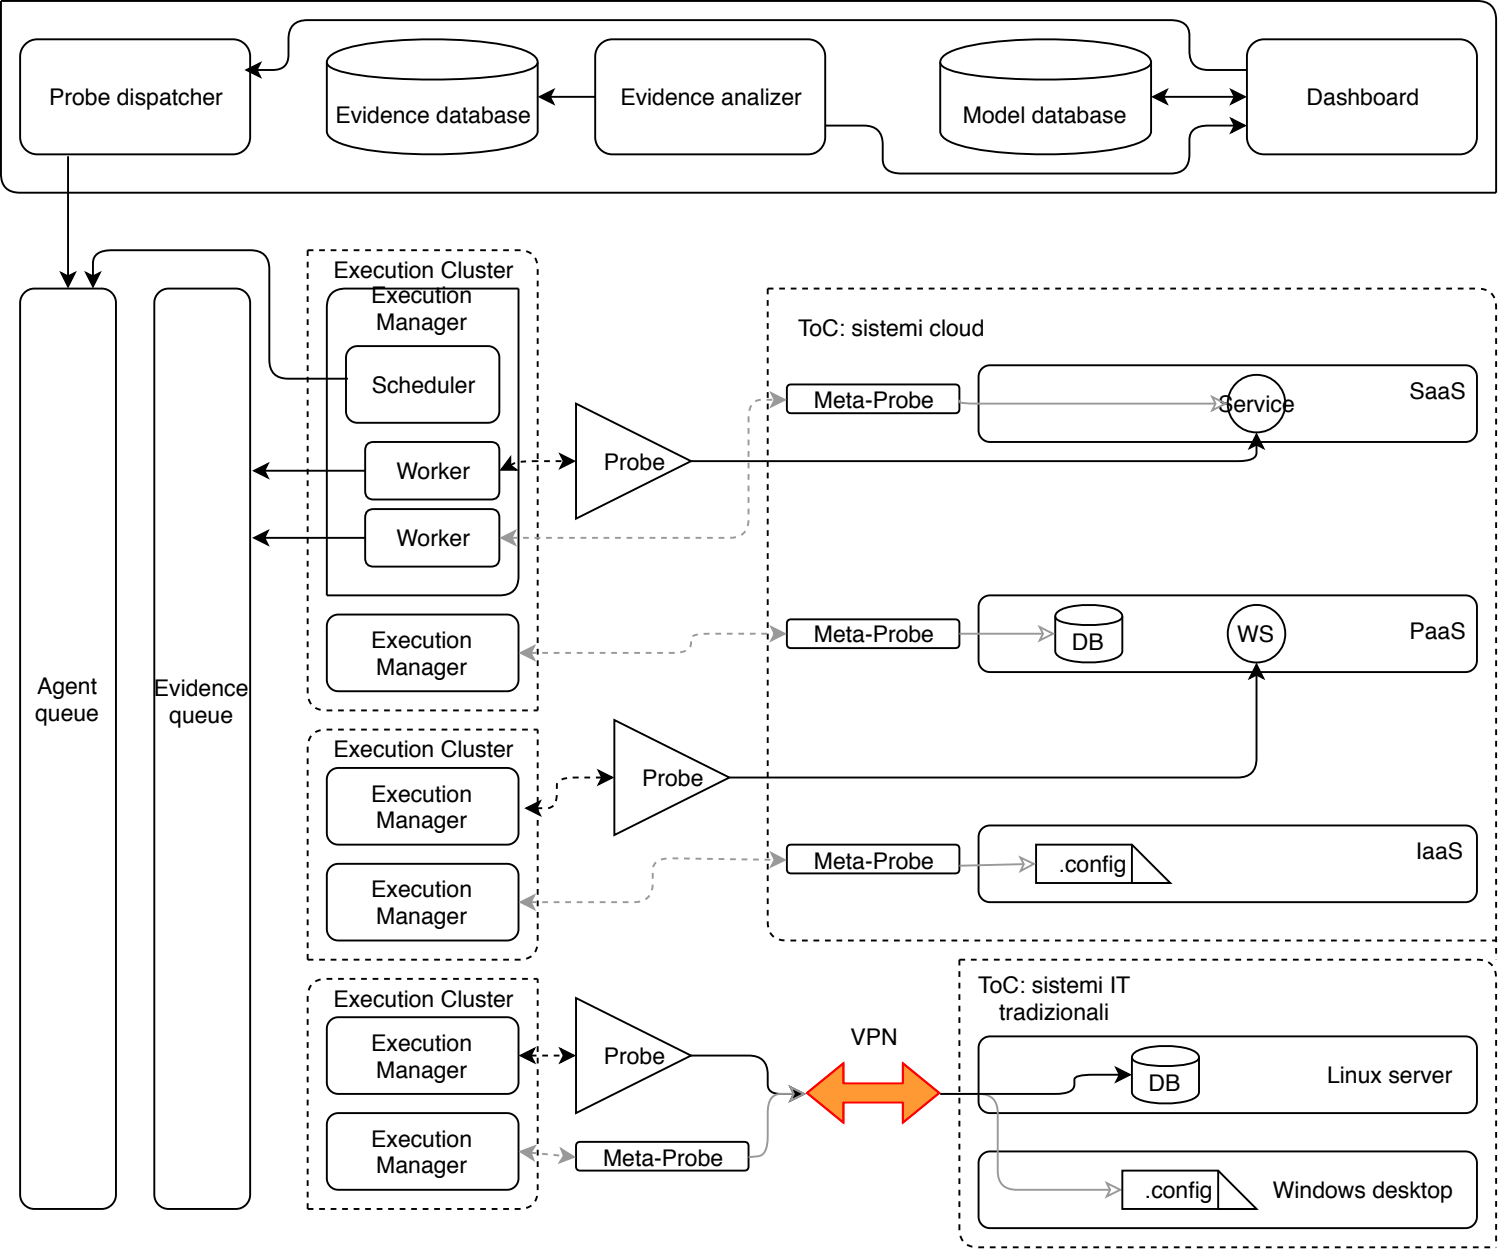 Probe dispatcher
Evidence database
Evidence analizer
Model database
Dashboard
Agent
queue
Evidence
queue
Execution Cluster
Execution
Manager
Scheduler
Worker
Worker
Execution
Manager
Probe
ToC: sistemi cloud
Meta-Probe
Service
SaaS
Meta-Probe
DB
WS
PaaS
Execution Cluster
Execution
Manager
Execution
Manager
Probe
Meta-Probe
.config
IaaS
Execution Cluster
Execution
Manager
Execution
Manager
Probe
Meta-Probe
VPN
ToC: sistemi IT
tradizionali
DB
Linux server
.config
Windows desktop